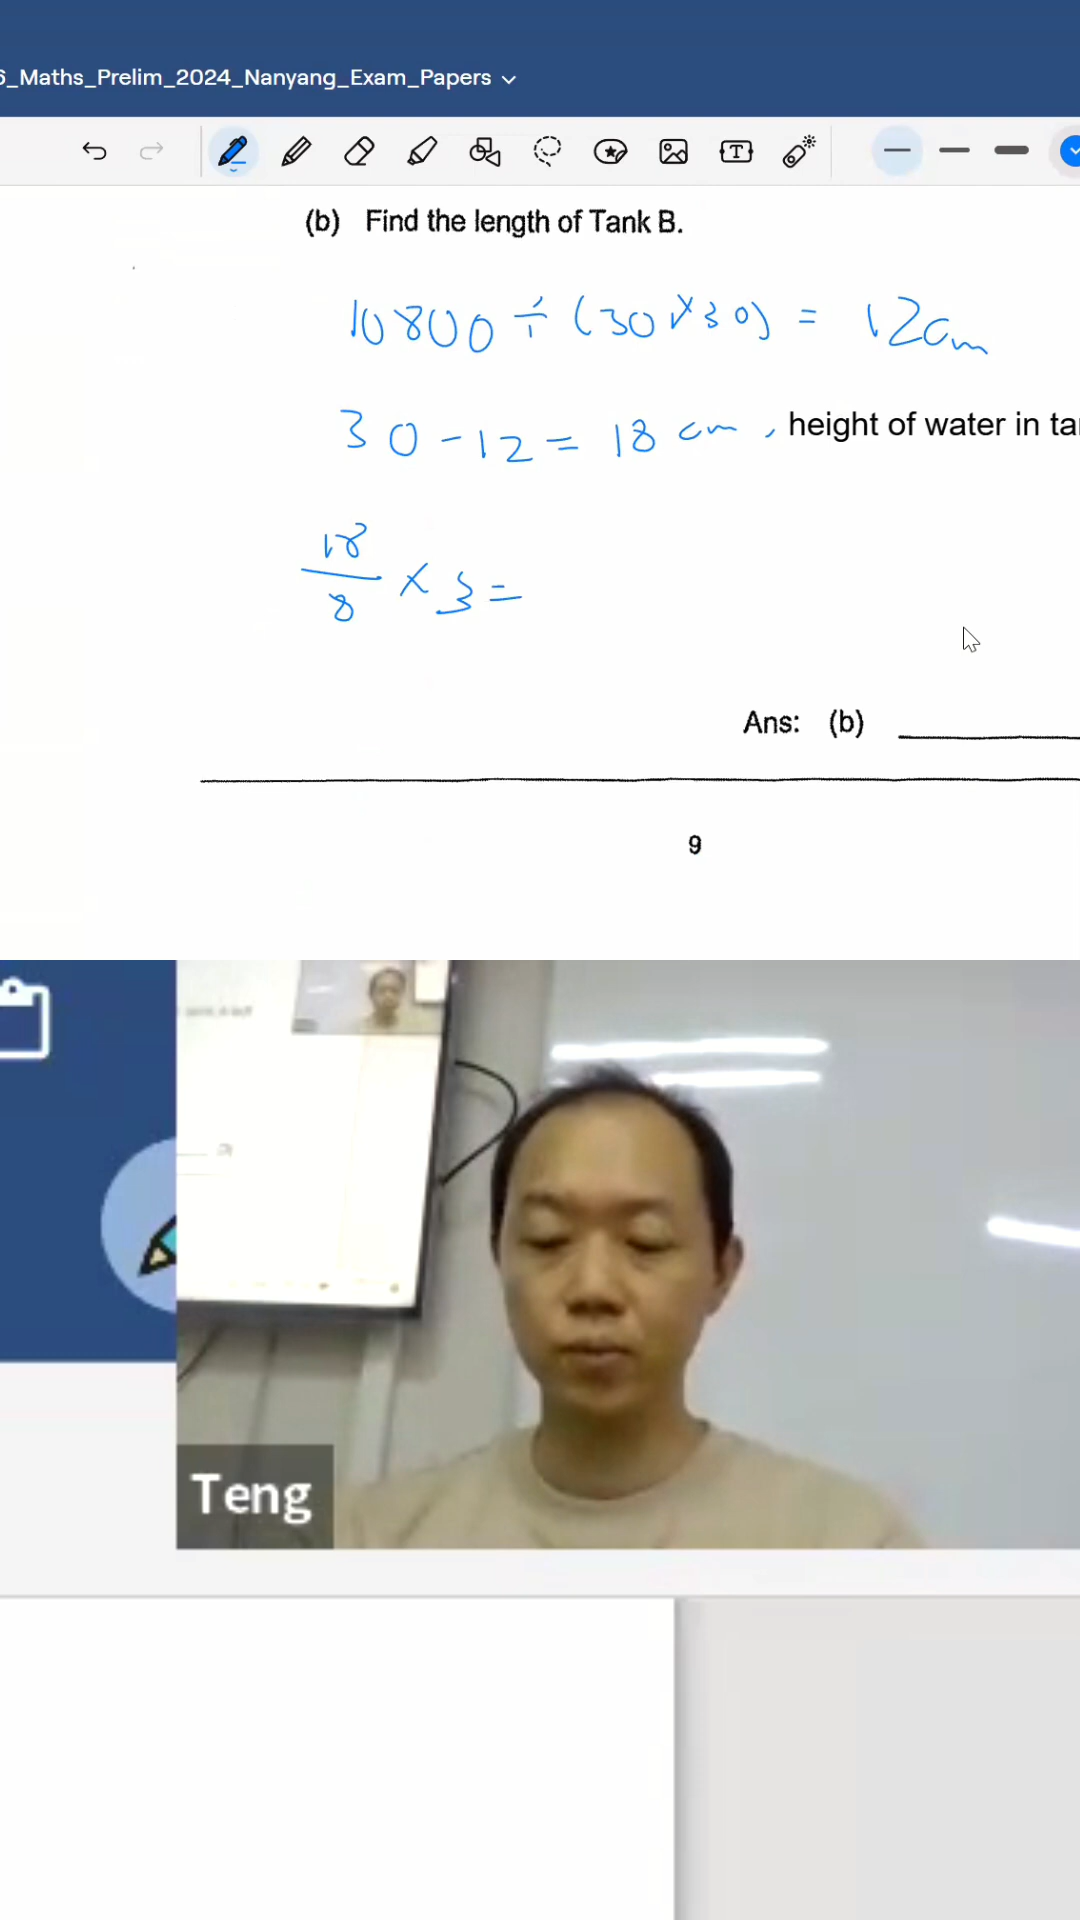 6_Maths_Prelim_2024_Nanyang_Exam_Papers
(b) Find the length of Tank B.
10800 ÷ (30×30) = 12cm
30-12 = 18 cm , height of water in ta
18/8 × 3 =
Ans: (b)
9
Teng